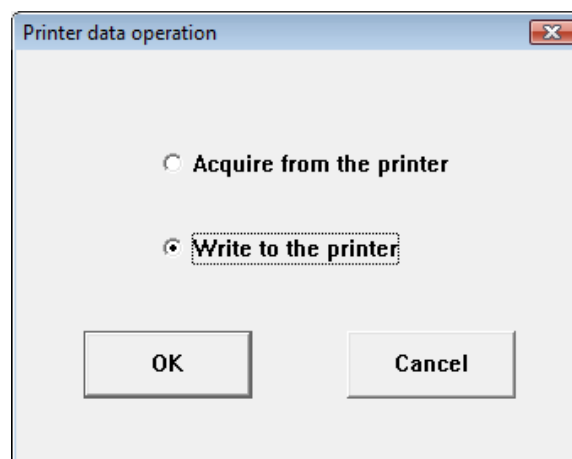 Printer data operation
Acquire from the printer
Write to the printer
OK
Cancel